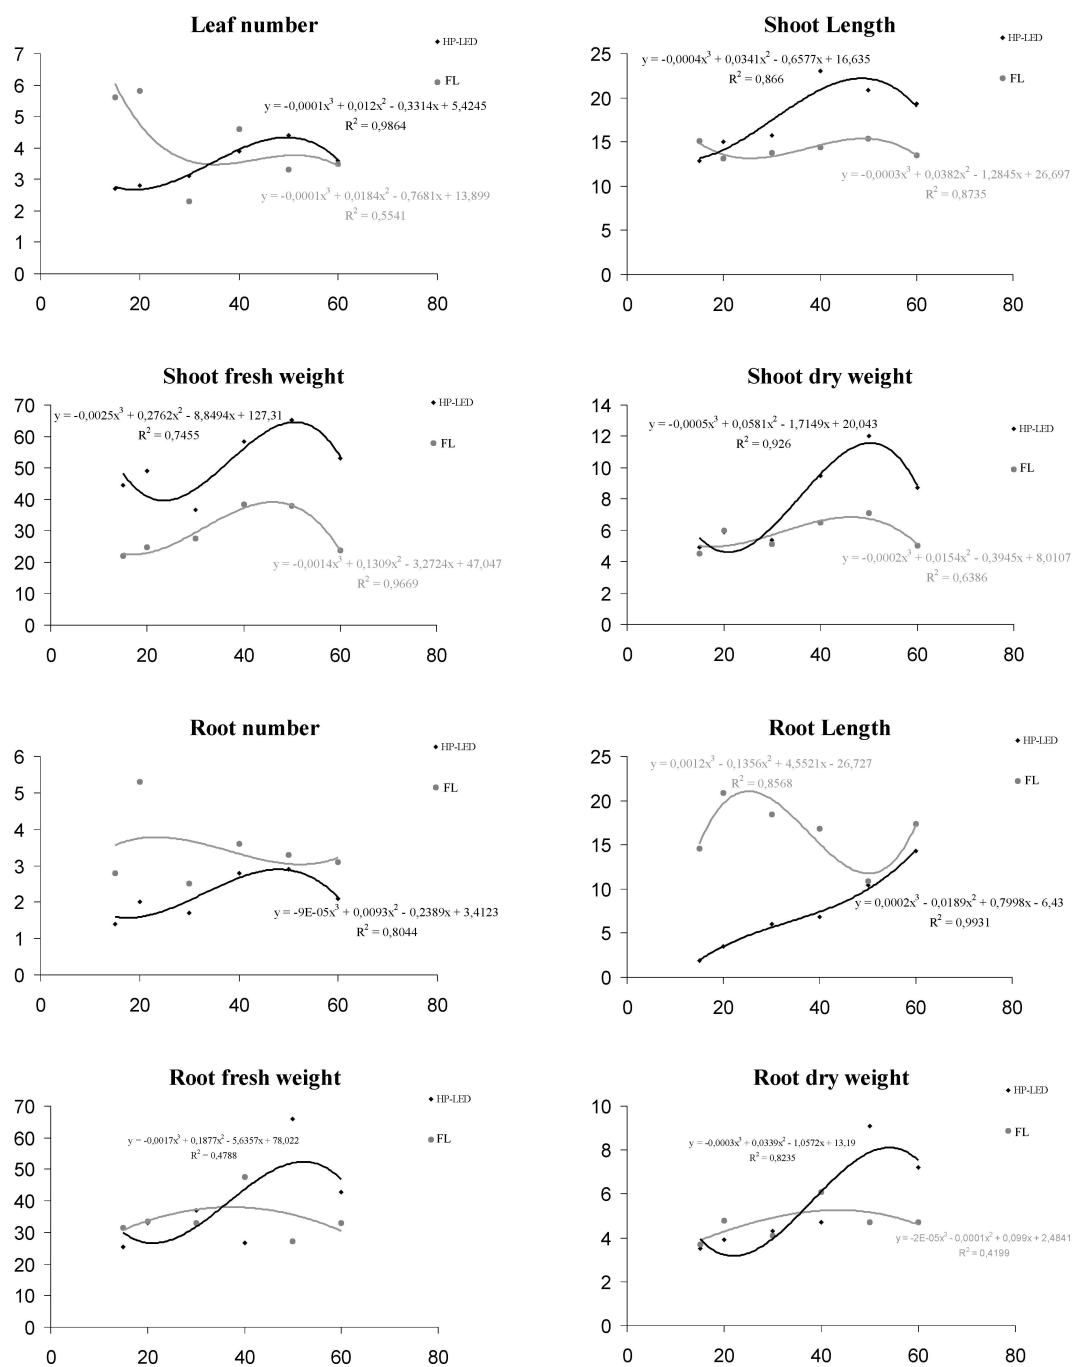 Leaf number
HP-LED
FL
y = -0,0001x³ + 0,012x² - 0,3314x + 5,4245
R² = 0,9864
y = -0,0001x³ + 0,0184x² - 0,7681x + 13,899
R² = 0,5541
7
6
5
4
3
2
1
0
0 20 40 60 80
Shoot Length
HP-LED
FL
y = -0,0004x³ + 0,0341x² - 0,6577x + 16,635
R² = 0,866
y = -0,0003x³ + 0,0382x² - 1,2845x + 26,697
R² = 0,8735
25
20
15
10
5
0
0 20 40 60 80
Shoot fresh weight
HP-LED
FL
y = -0,0025x³ + 0,2762x² - 8,8494x + 127,31
R² = 0,7455
y = -0,0014x³ + 0,1309x² - 3,2724x + 47,047
R² = 0,9669
70
60
50
40
30
20
10
0
0 20 40 60 80
Shoot dry weight
HP-LED
FL
y = -0,0005x³ + 0,0581x² - 1,7149x + 20,043
R² = 0,926
y = -0,0002x³ + 0,0154x² - 0,3945x + 8,0107
R² = 0,6386
14
12
10
8
6
4
2
0
0 20 40 60 80
Root number
HP-LED
FL
y = -9E-05x³ + 0,0093x² - 0,2389x + 3,4123
R² = 0,8044
6
5
4
3
2
1
0
0 20 40 60 80
Root Length
HP-LED
FL
y = 0,0012x³ - 0,1356x² + 4,5521x - 26,727
R² = 0,8568
y = 0,0002x³ - 0,0189x² + 0,7998x - 6,43
R² = 0,9931
25
20
15
10
5
0
0 20 40 60 80
Root fresh weight
HP-LED
FL
y = -0,0017x³ + 0,1877x² - 5,6357x + 78,022
R² = 0,4788
70
60
50
40
30
20
10
0
0 20 40 60 80
Root dry weight
HP-LED
FL
y = -0,0003x³ + 0,0339x² - 1,0572x + 13,19
R² = 0,8235
y = -2E-05x³ - 0,0001x² + 0,099x + 2,4841
R² = 0,4199
10
8
6
4
2
0
0 20 40 60 80